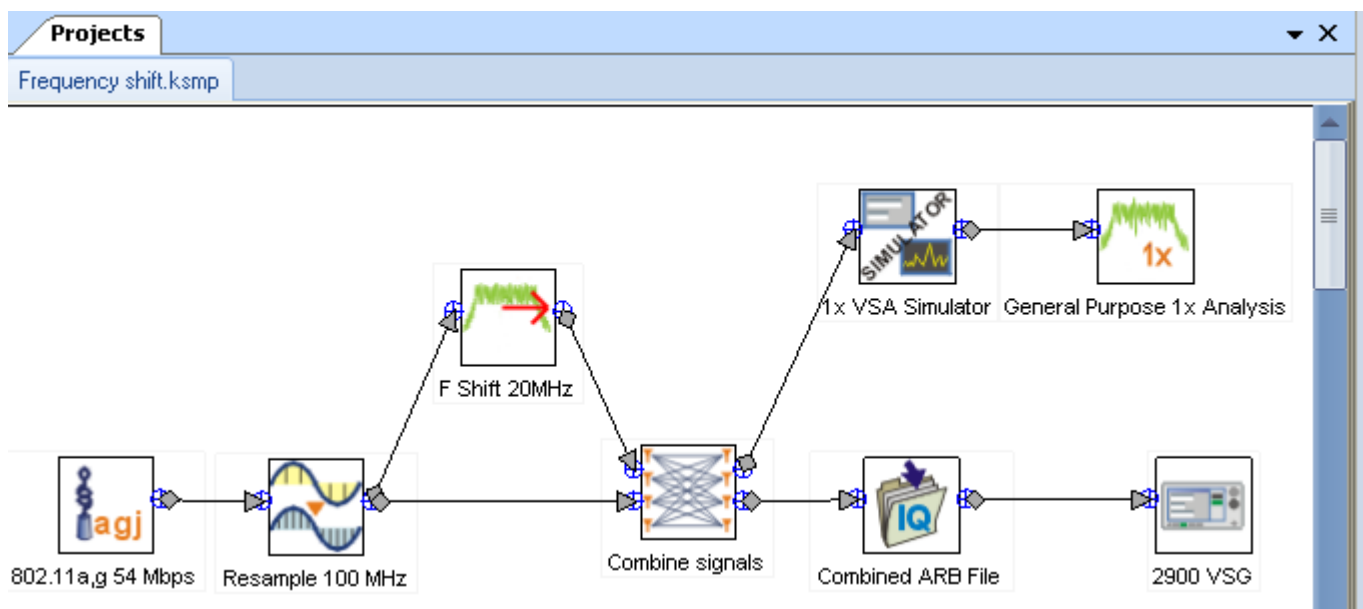 Projects
Frequency shift.ksmp
SIMULATOR
1x
1x VSA Simulator
General Purpose 1x Analysis
F Shift 20MHz
agj
IQ
802.11a,g 54 Mbps
Resample 100 MHz
Combine signals
Combined ARB File
2900 VSG